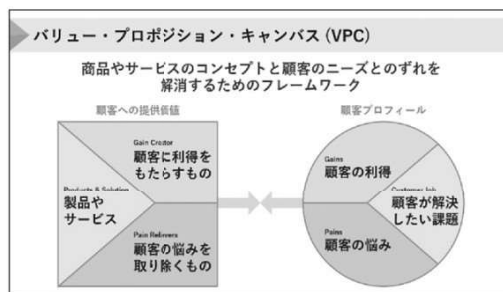 バリュー・プロポジション・キャンバス (VPC)
商品やサービスのコンセプトと顧客のニーズとのずれを
解消するためのフレームワーク
顧客への提供価値
Gain Creator
顧客に利得を
もたらすもの
Products & Solution
製品や
サービス
Pain Relievers
顧客の悩みを
取り除くもの
顧客プロフィール
Gains
顧客の利得
Customer Job
顧客が解決
したい課題
Pains
顧客の悩み